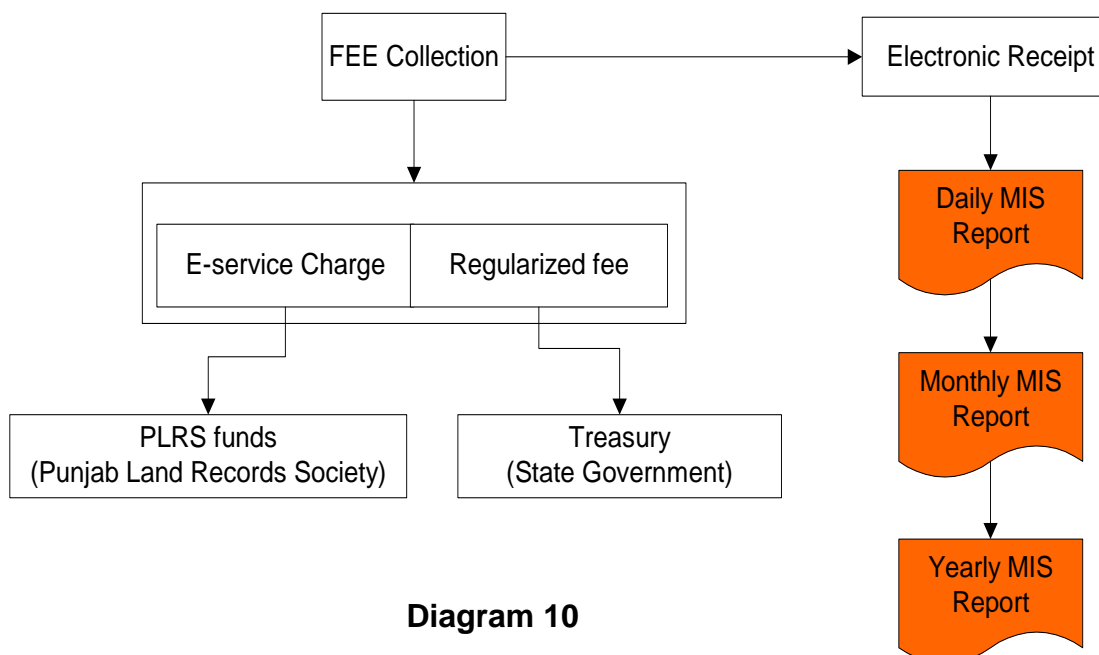 FEE Collection
Electronic Receipt
E-service Charge
Regularized fee
PLRS funds
(Punjab Land Records Society)
Treasury
(State Government)
Daily MIS
Report
Monthly MIS
Report
Yearly MIS
Report
Diagram 10